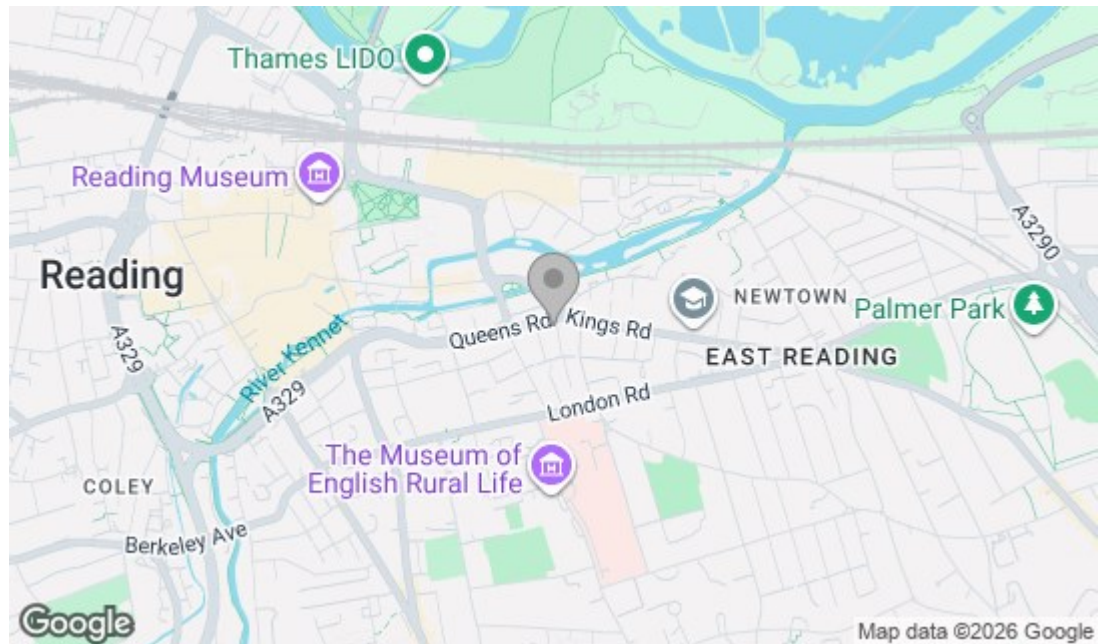 Thames LIDO
Reading Museum
A3290
Reading
NEWTOWN
Palmer Park
Queens Rd
Kings Rd
River Kennet
A329
EAST READING
A329
London Rd
The Museum of
English Rural Life
COLEY
Berkeley Ave
Google
Map data ©2026 Google